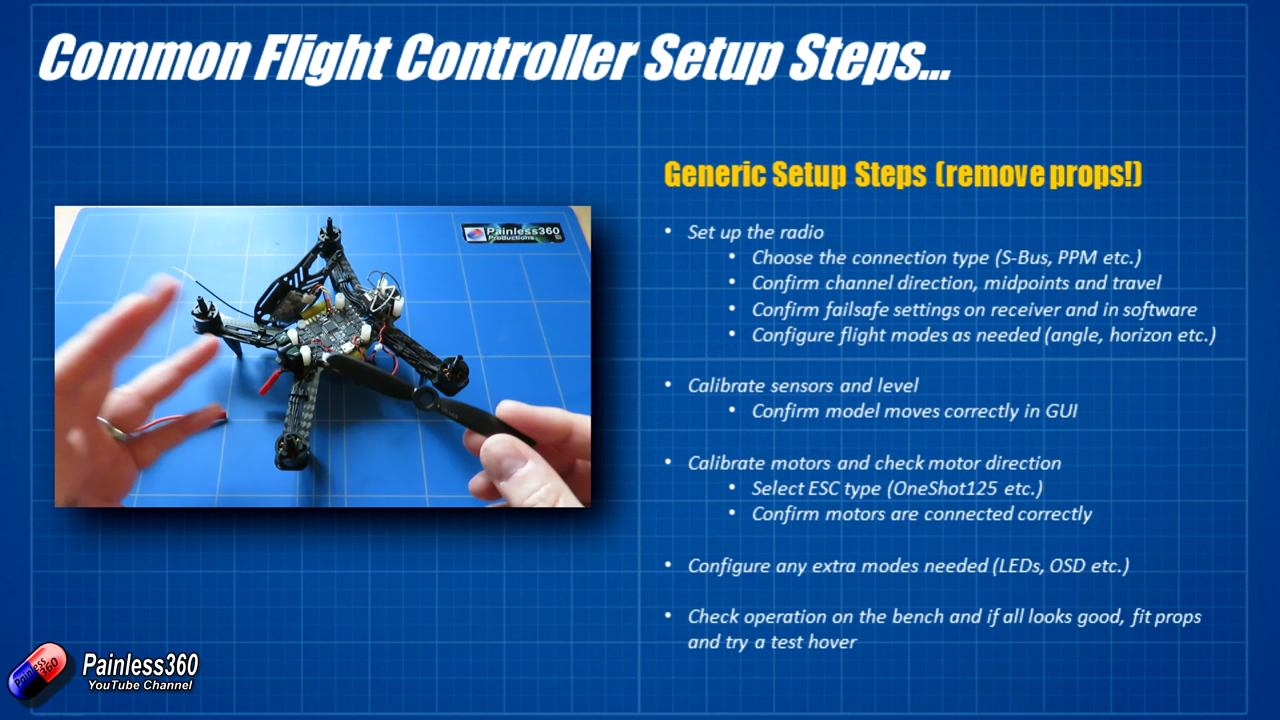 Common Flight Controller Setup Steps...
Generic Setup Steps (remove props!)
• Set up the radio
• Choose the connection type (S-Bus, PPM etc.)
• Confirm channel direction, midpoints and travel
• Confirm failsafe settings on receiver and in software
• Configure flight modes as needed (angle, horizon etc.)
• Calibrate sensors and level
• Confirm model moves correctly in GUI
• Calibrate motors and check motor direction
• Select ESC type (OneShot125 etc.)
• Confirm motors are connected correctly
• Configure any extra modes needed (LEDs, OSD etc.)
• Check operation on the bench and if all looks good, fit props
and try a test hover
Painless360
Productions
Painless
360
Painless360
YouTube Channel